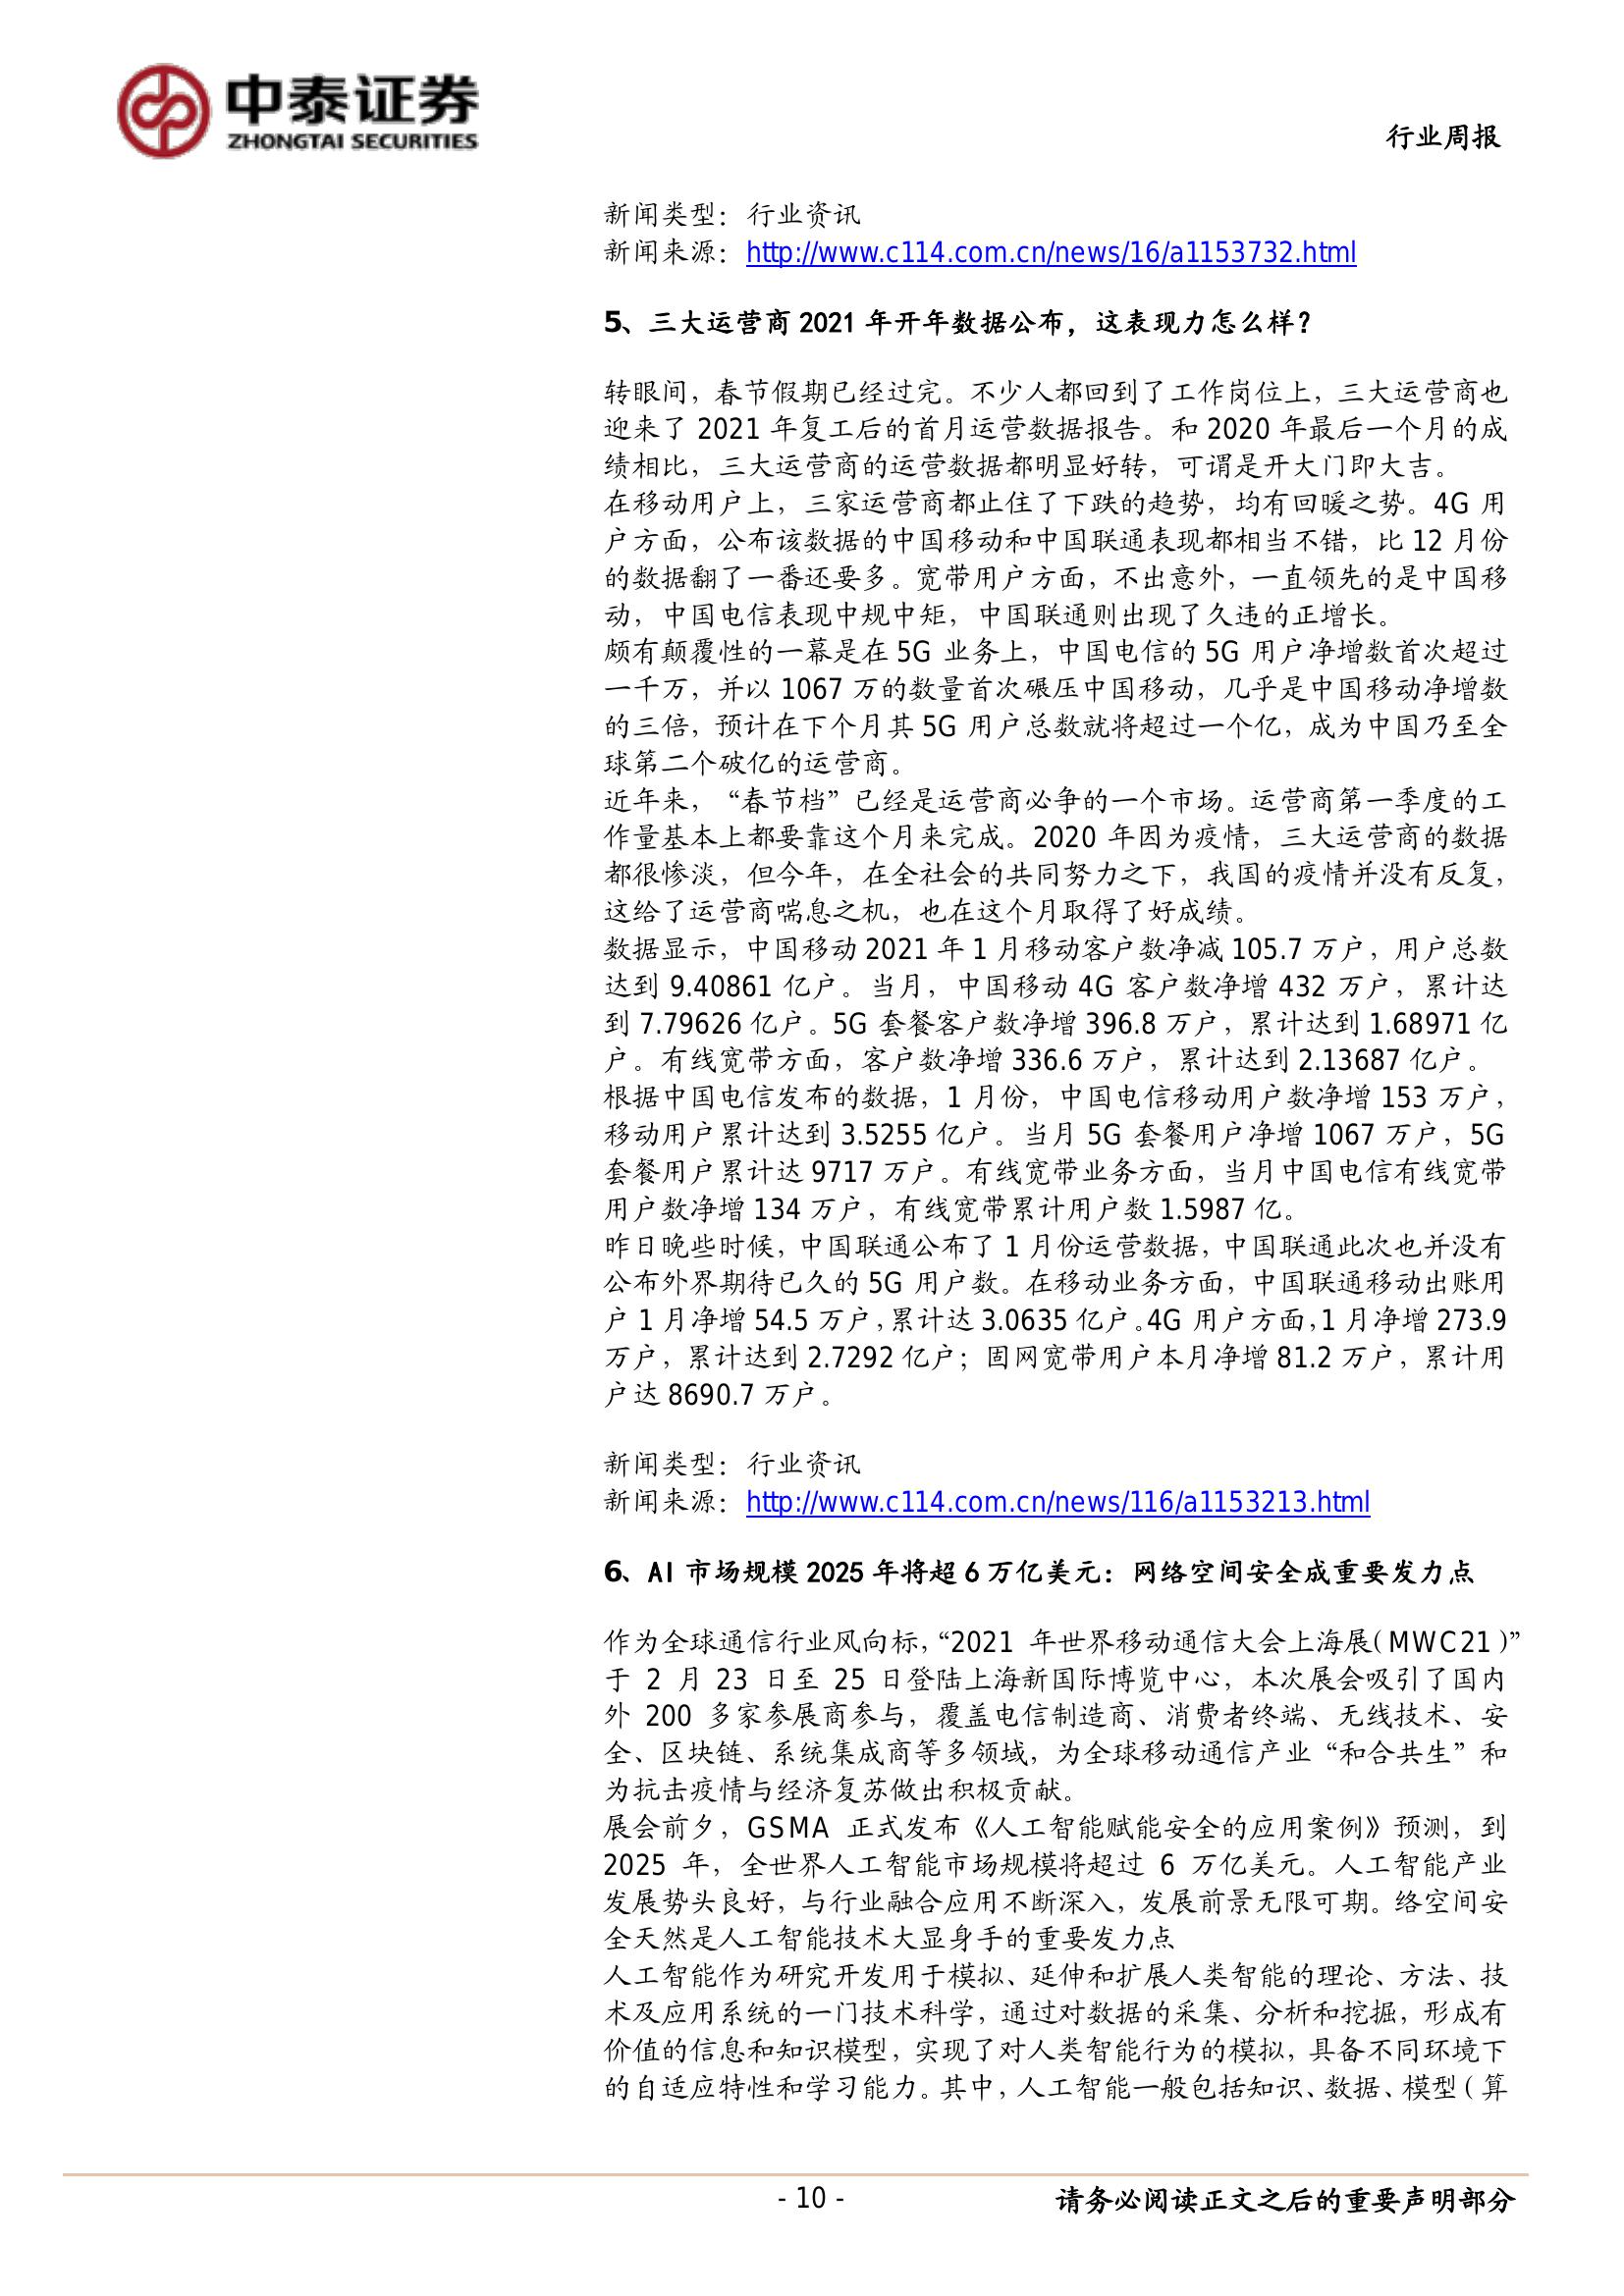 中泰证券
ZHONGTAI SECURITIES
行业周报
新闻类型：行业资讯
新闻来源：http://www.c114.com.cn/news/16/a1153732.html
5、三大运营商 2021 年开年数据公布，这表现力怎么样？
转眼间，春节假期已经过完。不少人都回到了工作岗位上，三大运营商也
迎来了 2021 年复工后的首月运营数据报告。和 2020 年最后一个月的成
绩相比，三大运营商的运营数据都明显好转，可谓是开大门即大吉。
在移动用户上，三家运营商都止住了下跌的趋势，均有回暖之势。4G 用
户方面，公布该数据的中国移动和中国联通表现都相当不错，比 12 月份
的数据翻了一番还要多。宽带用户方面，不出意外，一直领先的是中国移
动，中国电信表现中规中矩，中国联通则出现了久违的正增长。
颇有颠覆性的一幕是在 5G 业务上，中国电信的 5G 用户净增数首次超过
一千万，并以 1067 万的数量首次碾压中国移动，几乎是中国移动净增数
的三倍，预计在下个月其 5G 用户总数就将超过一个亿，成为中国乃至全
球第二个破亿的运营商。
近年来，“春节档”已经是运营商必争的一个市场。运营商第一季度的工
作量基本上都要靠这个月来完成。2020 年因为疫情，三大运营商的数据
都很惨淡，但今年，在全社会的共同努力之下，我国的疫情并没有反复，
这给了运营商喘息之机，也在这个月取得了好成绩。
数据显示，中国移动 2021 年 1 月移动客户数净减 105.7 万户，用户总数
达到 9.40861 亿户。当月，中国移动 4G 客户数净增 432 万户，累计达
到 7.79626 亿户。5G 套餐客户数净增 396.8 万户，累计达到 1.68971 亿
户。有线宽带方面，客户数净增 336.6 万户，累计达到 2.13687 亿户。
根据中国电信发布的数据，1 月份，中国电信移动用户数净增 153 万户，
移动用户累计达到 3.5255 亿户。当月 5G 套餐用户净增 1067 万户，5G
套餐用户累计达 9717 万户。有线宽带业务方面，当月中国电信有线宽带
用户数净增 134 万户，有线宽带累计用户数 1.5987 亿。
昨日晚些时候，中国联通公布了 1 月份运营数据，中国联通此次也并没有
公布外界期待已久的 5G 用户数。在移动业务方面，中国联通移动出账用
户 1 月净增 54.5 万户，累计达 3.0635 亿户。4G 用户方面，1 月净增 273.9
万户，累计达到 2.7292 亿户；固网宽带用户本月净增 81.2 万户，累计用
户达 8690.7 万户。
新闻类型：行业资讯
新闻来源：http://www.c114.com.cn/news/116/a1153213.html
6、AI 市场规模 2025 年将超 6 万亿美元：网络空间安全成重要发力点
作为全球通信行业风向标，“2021 年世界移动通信大会上海展（MWC21）”
于 2 月 23 日至 25 日登陆上海新国际博览中心，本次展会吸引了国内
外 200 多家参展商参与，覆盖电信制造商、消费者终端、无线技术、安
全、区块链、系统集成商等多领域，为全球移动通信产业“和合共生”和
为抗击疫情与经济复苏做出积极贡献。
展会前夕，GSMA 正式发布《人工智能赋能安全的应用案例》预测，到
2025 年，全世界人工智能市场规模将超过 6 万亿美元。人工智能产业
发展势头良好，与行业融合应用不断深入，发展前景无限可期。络空间安
全天然是人工智能技术大显身手的重要发力点
人工智能作为研究开发用于模拟、延伸和扩展人类智能的理论、方法、技
术及应用系统的一门技术科学，通过对数据的采集、分析和挖掘，形成有
价值的信息和知识模型，实现了对人类智能行为的模拟，具备不同环境下
的自适应特性和学习能力。其中，人工智能一般包括知识、数据、模型（算
- 10 -
请务必阅读正文之后的重要声明部分